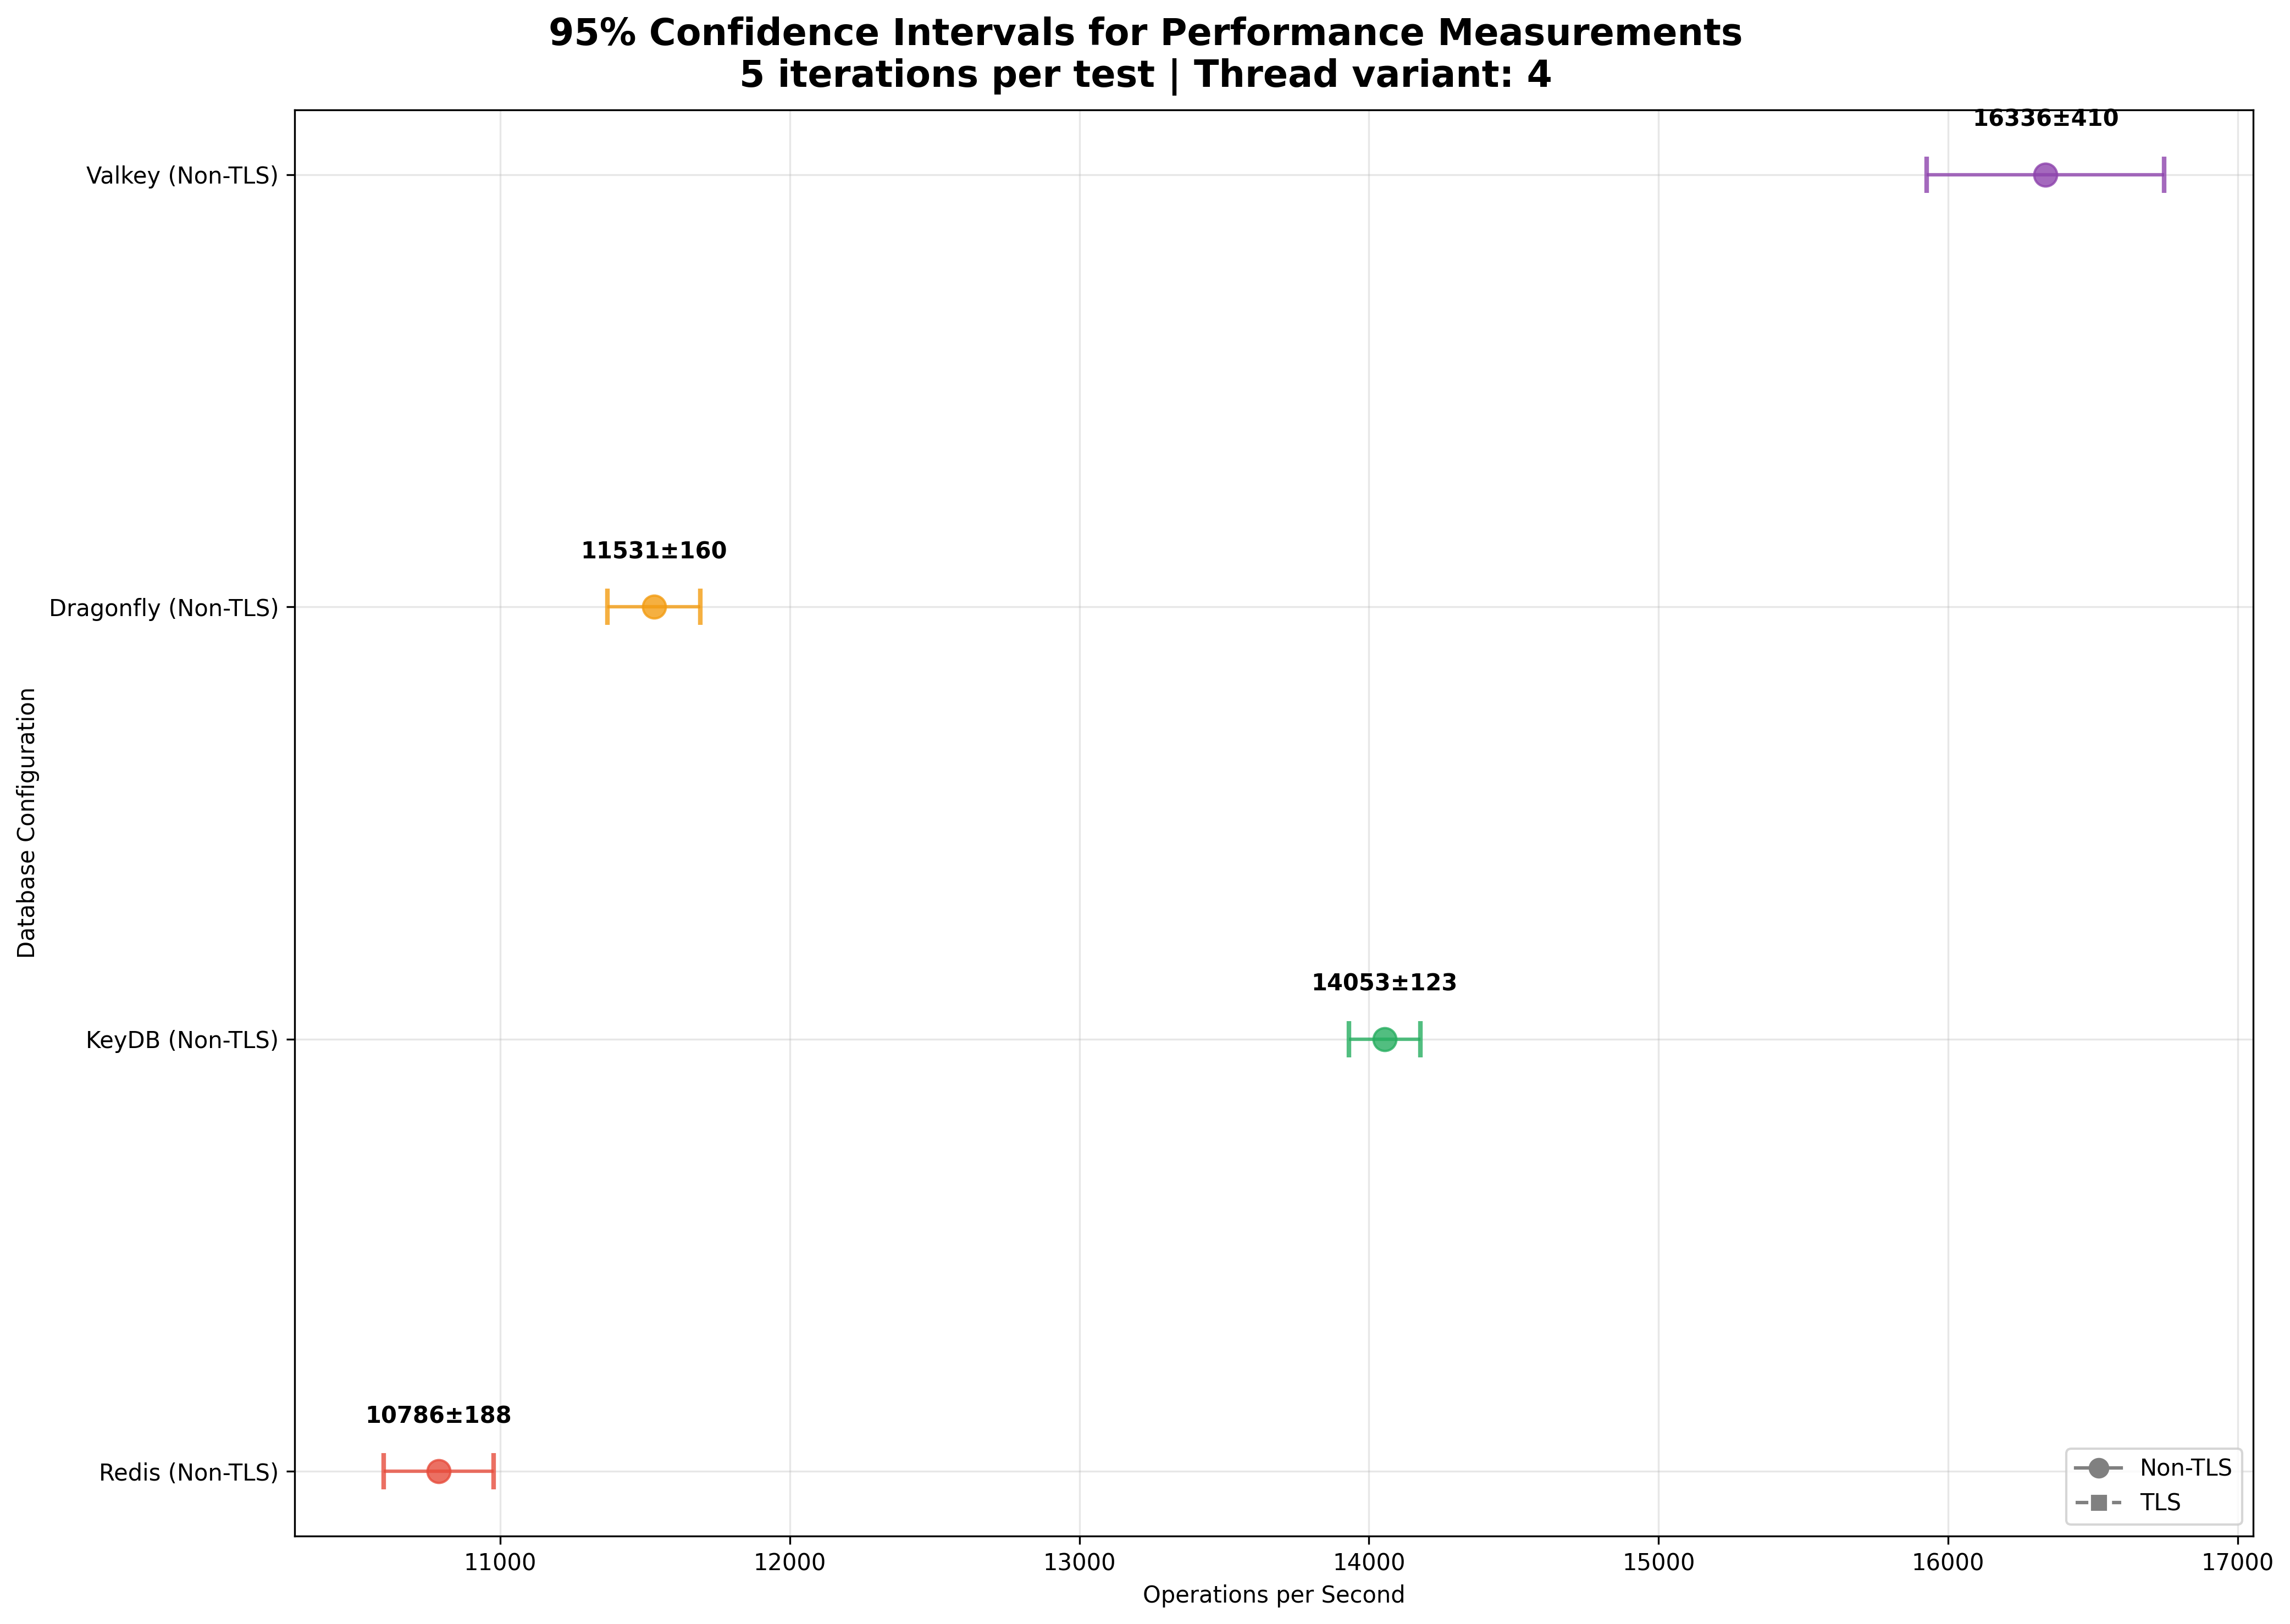 95% Confidence Intervals for Performance Measurements
5 iterations per test | Thread variant: 4
16336±410
Valkey (Non-TLS)
11531±160
Dragonfly (Non-TLS)
Database Configuration
14053±123
KeyDB (Non-TLS)
10786±188
Redis (Non-TLS)
Non-TLS
TLS
11000 12000 13000 14000 15000 16000 17000
Operations per Second